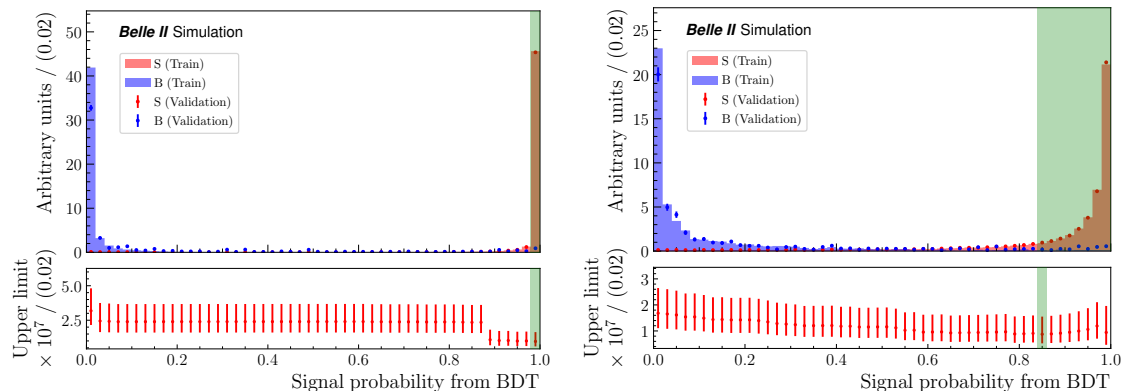 Arbitrary units / (0.02)
50
40
30
20
10
0
Belle II Simulation
S (Train)
B (Train)
S (Validation)
B (Validation)
Upper limit
× 10⁷ / (0.02)
5.0
2.5
0.0 0.2 0.4 0.6 0.8 1.0
Signal probability from BDT
Arbitrary units / (0.02)
25
20
15
10
5
0
Belle II Simulation
S (Train)
B (Train)
S (Validation)
B (Validation)
Upper limit
× 10⁷ / (0.02)
3
2
1
0.0 0.2 0.4 0.6 0.8 1.0
Signal probability from BDT